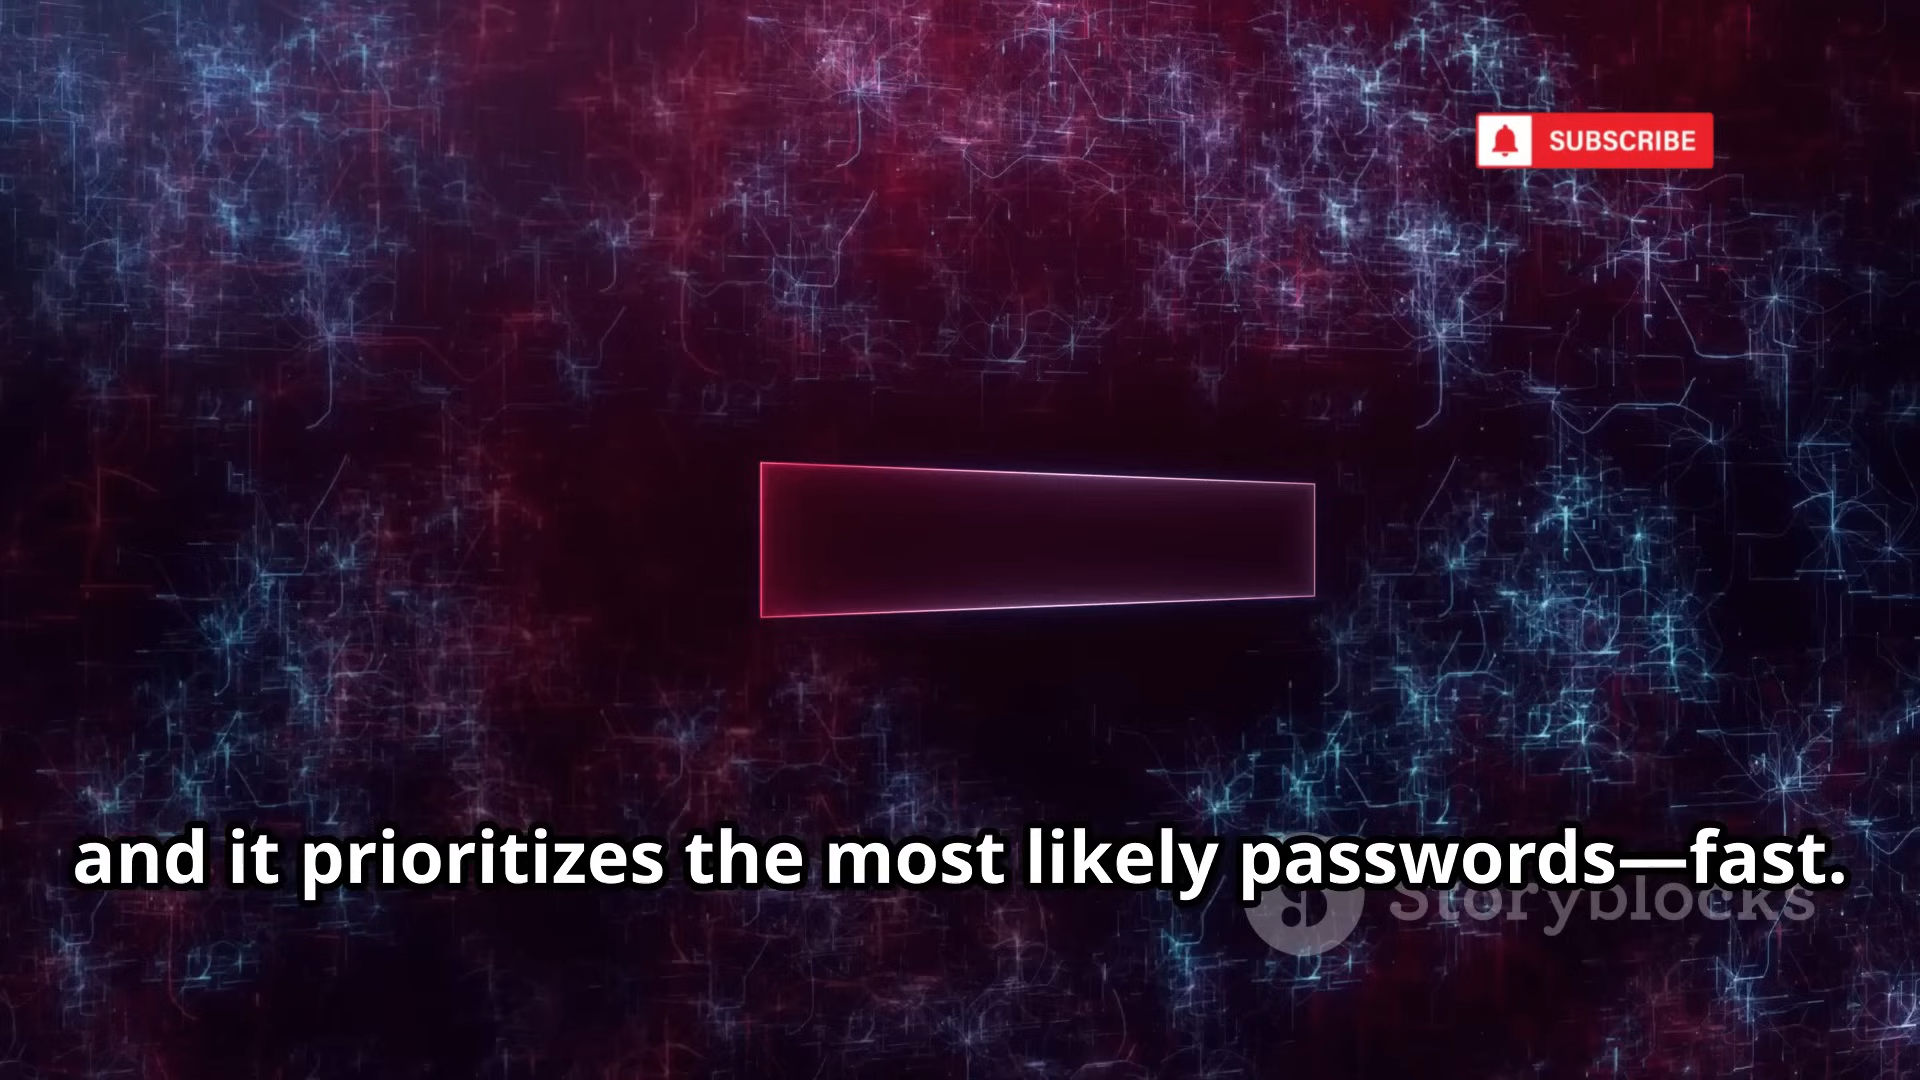 SUBSCRIBE
and it prioritizes the most likely passwords—fast.
Storyblocks